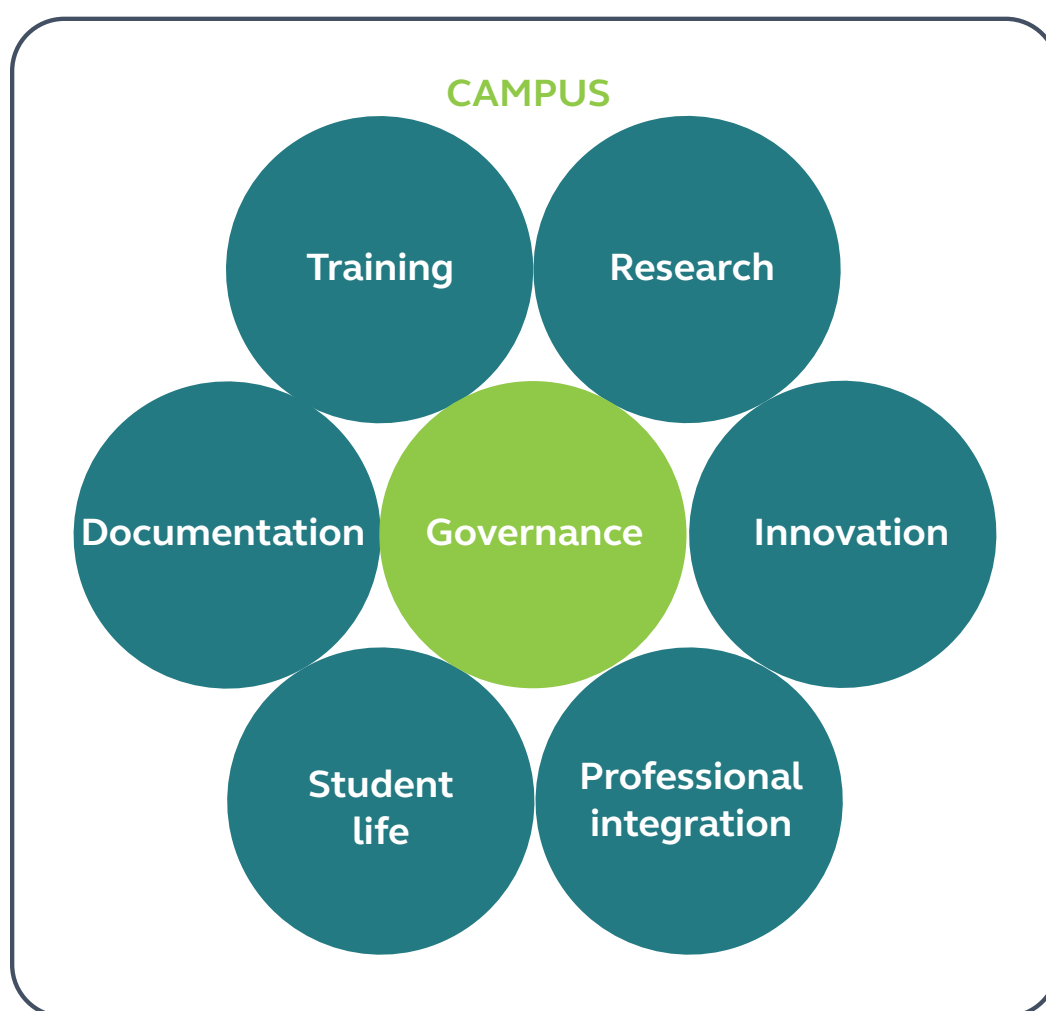 CAMPUS
Training
Research
Documentation
Governance
Innovation
Student
life
Professional
integration